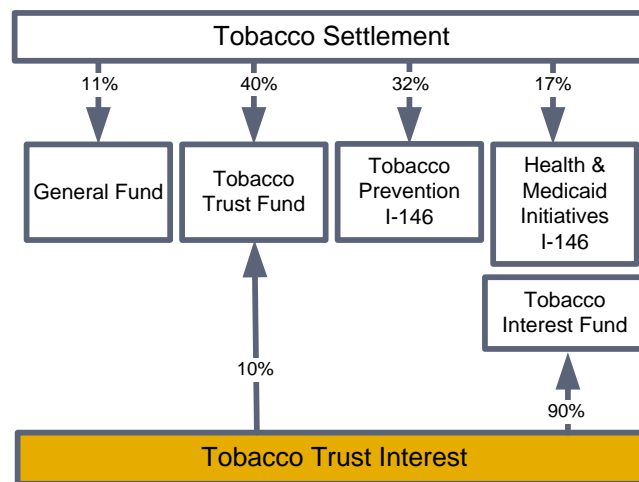 Tobacco Settlement
11%
40%
32%
17%
General Fund
Tobacco
Trust Fund
Tobacco
Prevention
I-146
Health &
Medicaid
Initiatives
I-146
Tobacco
Interest Fund
10%
90%
Tobacco Trust Interest